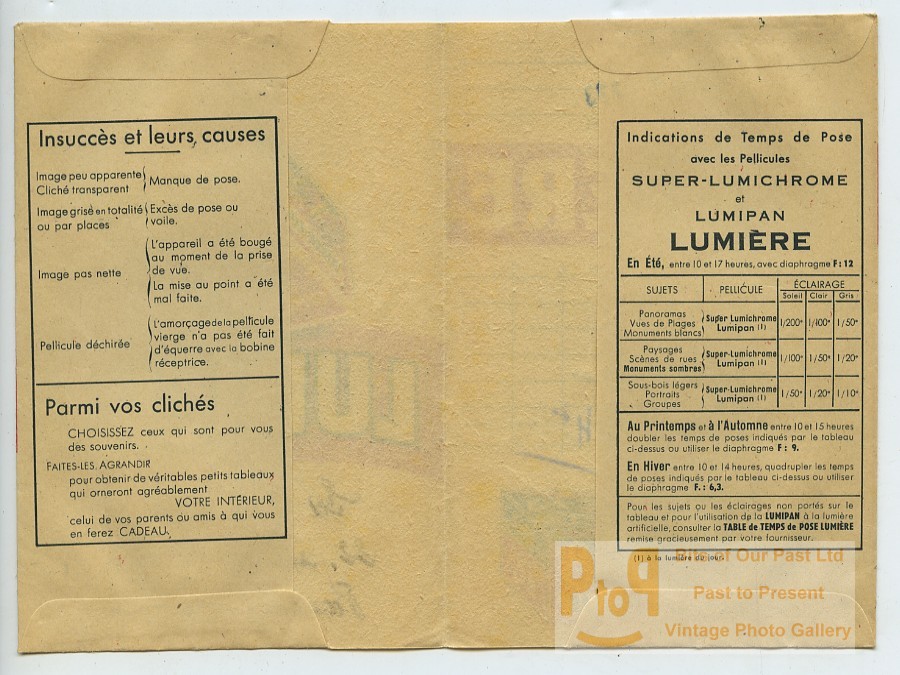 Insuccès et leurs causes
Image peu apparente
Cliché transparent
Manque de pose.
Image grise en totalité
ou par places
Excès de pose ou
voile.
Image pas nette
L'appareil a été bougé
au moment de la prise
de vue.
La mise au point a été
mal faite.
Pellicule déchirée
L'amorçage de la pellicule
vierge n'a pas été fait
d'équerre avec la bobine
réceptrice.
Parmi vos clichés
CHOISISSEZ ceux qui sont pour vous
des souvenirs.
FAITES-LES AGRANDIR
pour obtenir de véritables petits tableaux
qui orneront agréablement
VOTRE INTÉRIEUR,
celui de vos parents ou amis à qui vous
en ferez CADEAU.
Indications de Temps de Pose
avec les Pellicules
SUPER-LUMICHROME
et
LUMIPAN
LUMIÈRE
En Été, entre 10 et 17 heures, avec diaphragme F: 12
SUJETS PELLICULE ÉCLAIRAGE
Soleil Clair Gris
Panoramas
Vues de Plages
Monuments blancs
Super Lumichrome
Lumipan (1)
1/200e 1/100e 1/50e
Paysages
Scènes de rues
Monuments sombres
Super-Lumichrome
Lumipan (1)
1/100e 1/50e 1/20e
Sous-bois légers
Portraits
Groupes
Super-Lumichrome
Lumipan (1)
1/50e 1/20e 1/10e
Au Printemps et à l'Automne entre 10 et 15 heures
doubler les temps de poses indiqués par le tableau
ci-dessus ou utiliser le diaphragme F: 9.
En Hiver entre 10 et 14 heures, quadrupler les temps
de poses indiqués par le tableau ci-dessus ou utiliser
le diaphragme F.: 6,3.
Pour les sujets ou les éclairages non portés sur le
tableau et pour l'utilisation de la LUMIPAN à la lumière
artificielle, consulter la TABLE de TEMPS de POSE LUMIÈRE
remise gracieusement par votre fournisseur.
(1) à la lumière du jour.
PtoP
Bits of Our Past Ltd
Past to Present
Vintage Photo Gallery